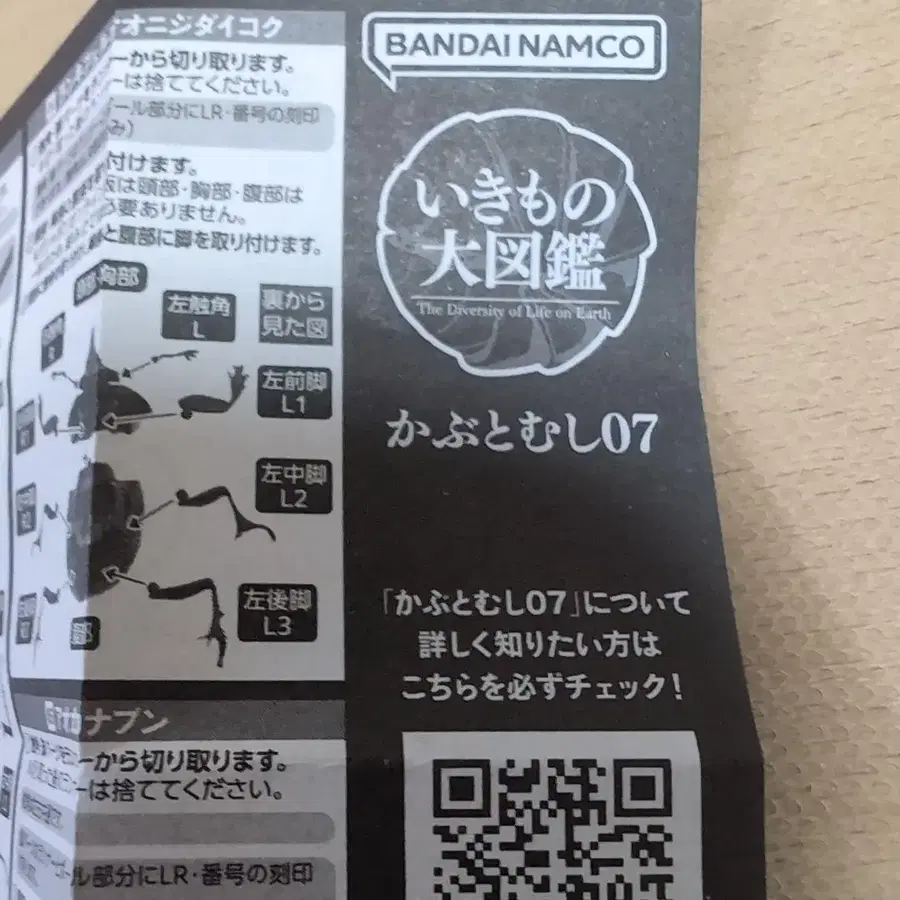 オニジダイコク
ーから切り取ります。
ーは捨ててください。
ール部分にLR・番号の刻印
み)
付けます。
は頭部・胸部・腹部は
必要ありません。
と腹部に脚を取り付けます。
胸部
左触角
L
裏から
見た図
左前脚
L1
左中脚
L2
左後脚
L3
ナブン
ーから切り取ります。
ーは捨ててください。
ル部分にLR・番号の刻印
BANDAI NAMCO
いきもの
大図鑑
The Diversity of Life on Earth
かぶとむし07
「かぶとむし07」について
詳しく知りたい方は
こちらを必ずチェック!